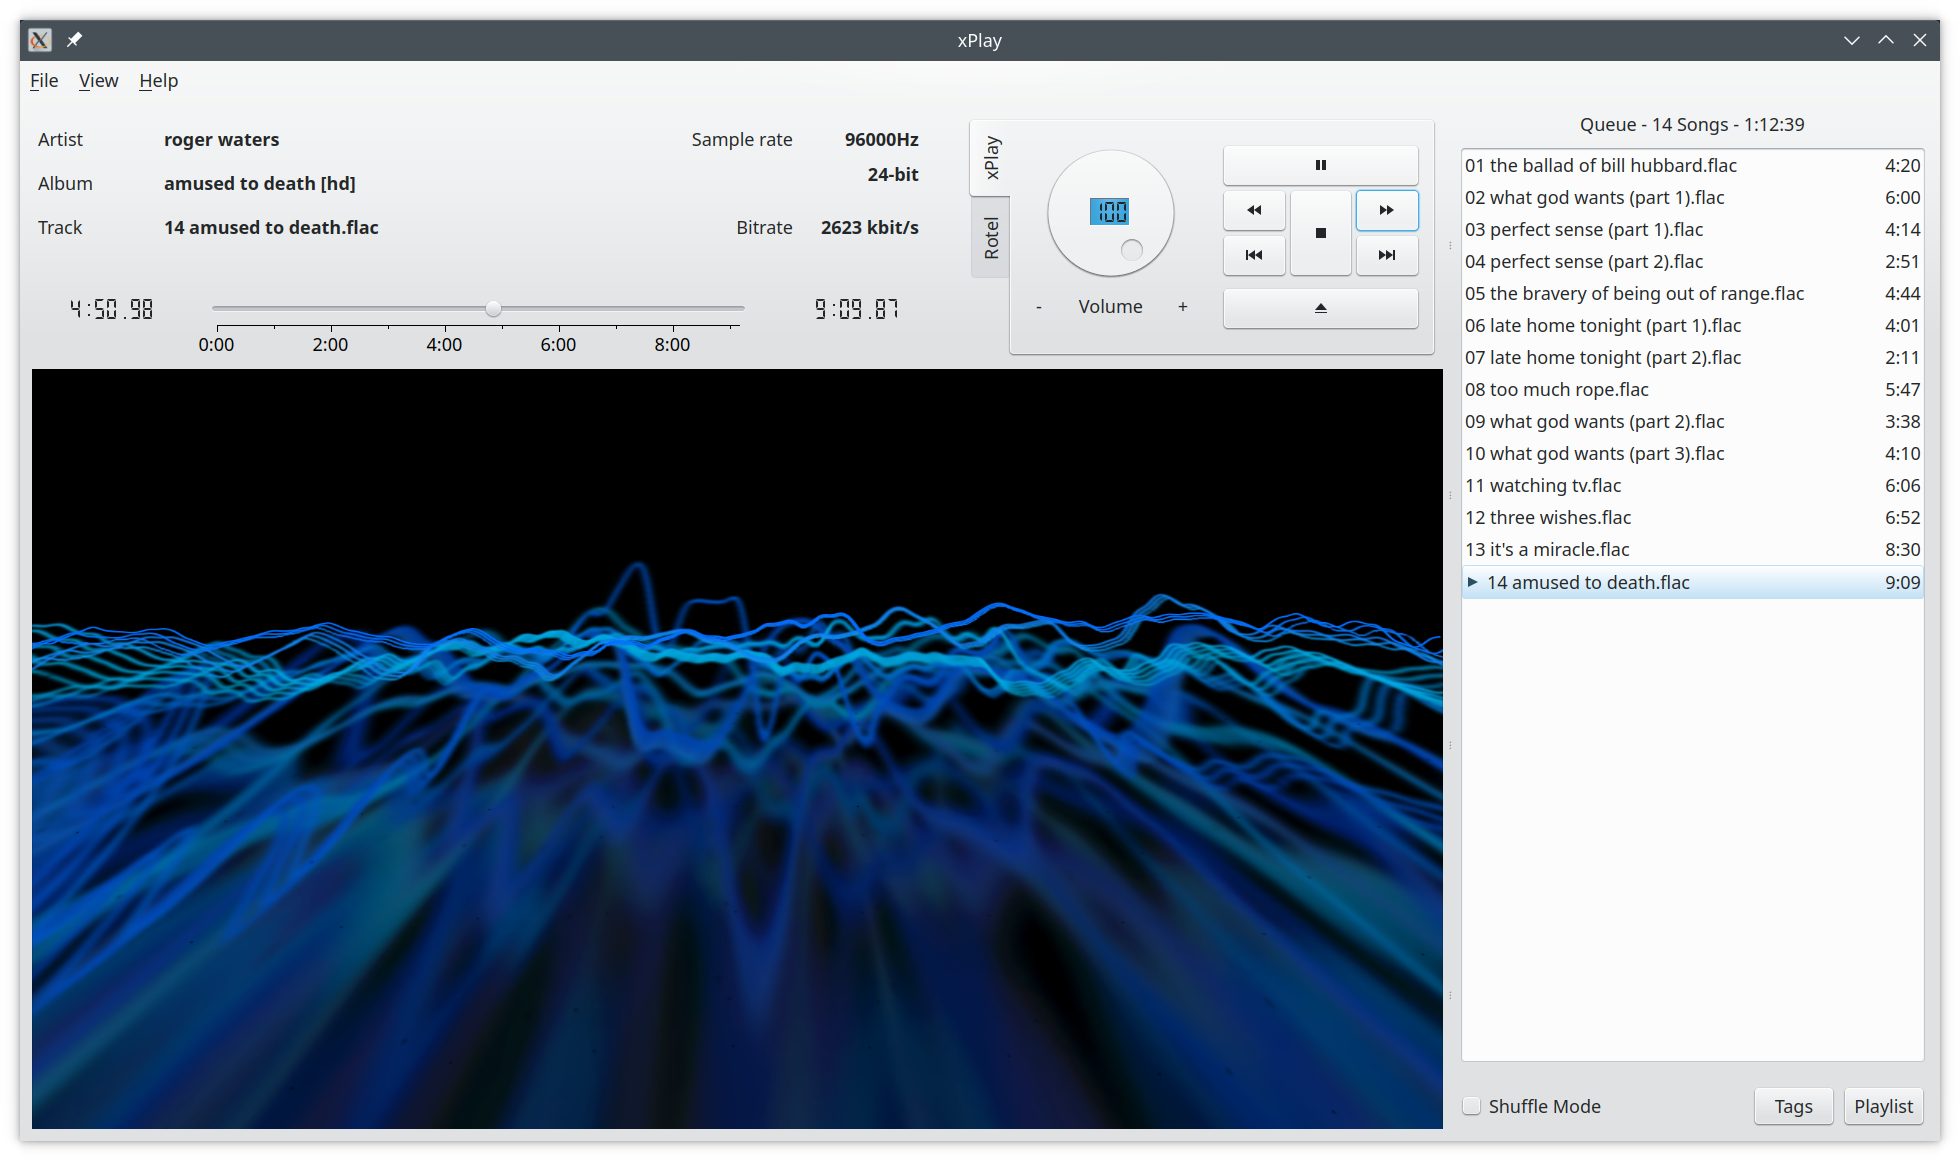 xPlay
File View Help
Artist roger waters
Album amused to death [hd]
Track 14 amused to death.flac
Sample rate 96000Hz
24-bit
Bitrate 2623 kbit/s
4:50.98
9:09.87
0:00 2:00 4:00 6:00 8:00
xPlay
Rotel
100
- Volume +
Queue - 14 Songs - 1:12:39
01 the ballad of bill hubbard.flac 4:20
02 what god wants (part 1).flac 6:00
03 perfect sense (part 1).flac 4:14
04 perfect sense (part 2).flac 2:51
05 the bravery of being out of range.flac 4:44
06 late home tonight (part 1).flac 4:01
07 late home tonight (part 2).flac 2:11
08 too much rope.flac 5:47
09 what god wants (part 2).flac 3:38
10 what god wants (part 3).flac 4:10
11 watching tv.flac 6:06
12 three wishes.flac 6:52
13 it's a miracle.flac 8:30
14 amused to death.flac 9:09
Shuffle Mode
Tags
Playlist